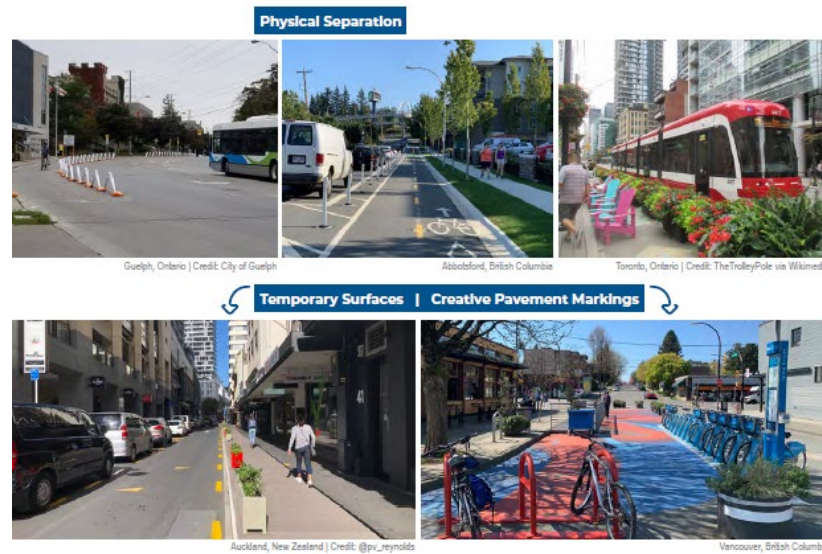 Physical Separation
Guelph, Ontario | Credit: City of Guelph
Abbotsford, British Columbia
Toronto, Ontario | Credit: TheTrolleyPole via Wikimed
Temporary Surfaces | Creative Pavement Markings
Auckland, New Zealand | Credit: @pv_reynolds
Vancouver, British Columb